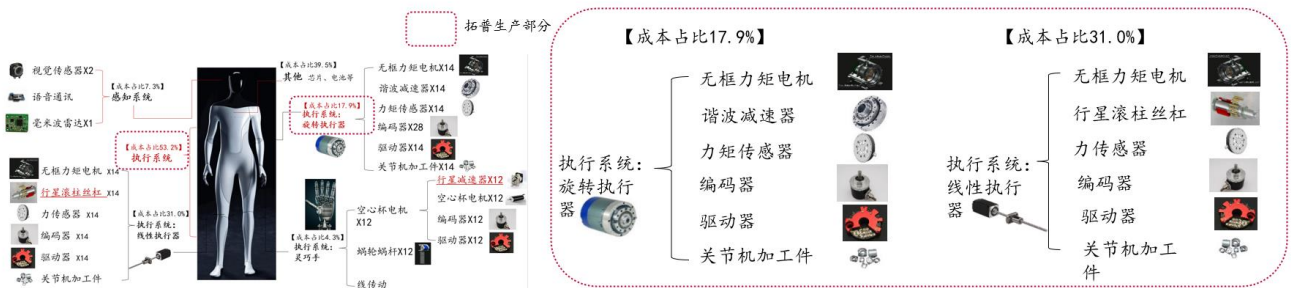 拓普生产部分
视觉传感器X2
语音通讯
毫米波雷达X1
【成本占比7.3%】
感知系统
【成本占比53.2%】
执行系统
无框力矩电机 X14
行星滚柱丝杠 X14
力传感器 X14
编码器 X14
驱动器 X14
关节机加工件 X14
【成本占比31.0%】
执行系统:
线性执行器
【成本占比39.5%】
其他 芯片、电池等
【成本占比17.9%】
执行系统:
旋转执行器
无框力矩电机X14
谐波减速器X14
力矩传感器X14
编码器X28
驱动器X14
关节机加工件X14
【成本占比4.3%】
执行系统:
灵巧手
空心杯电机
X12
行星减速器X12
空心杯电机X12
编码器X12
驱动器X12
蜗轮蜗杆X12
线传动
【成本占比17.9%】
执行系统:
旋转执行
器
无框力矩电机
谐波减速器
力矩传感器
编码器
驱动器
关节机加工件
【成本占比31.0%】
执行系统:
线性执行
器
无框力矩电机
行星滚柱丝杠
力传感器
编码器
驱动器
关节机加工
件